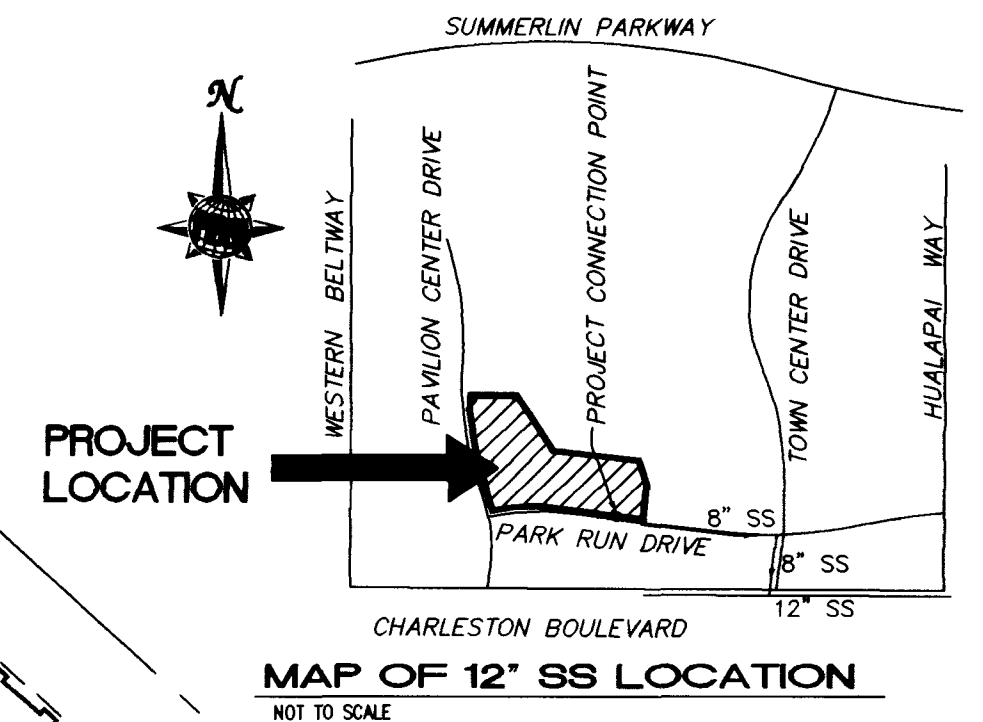 SUMMERLIN PARKWAY
N
WESTERN BELTWAY
PAVILION CENTER DRIVE
PROJECT CONNECTION POINT
TOWN CENTER DRIVE
HUALAPAI WAY
PROJECT
LOCATION
8" SS
PARK RUN DRIVE
8" SS
12" SS
CHARLESTON BOULEVARD
MAP OF 12" SS LOCATION
NOT TO SCALE